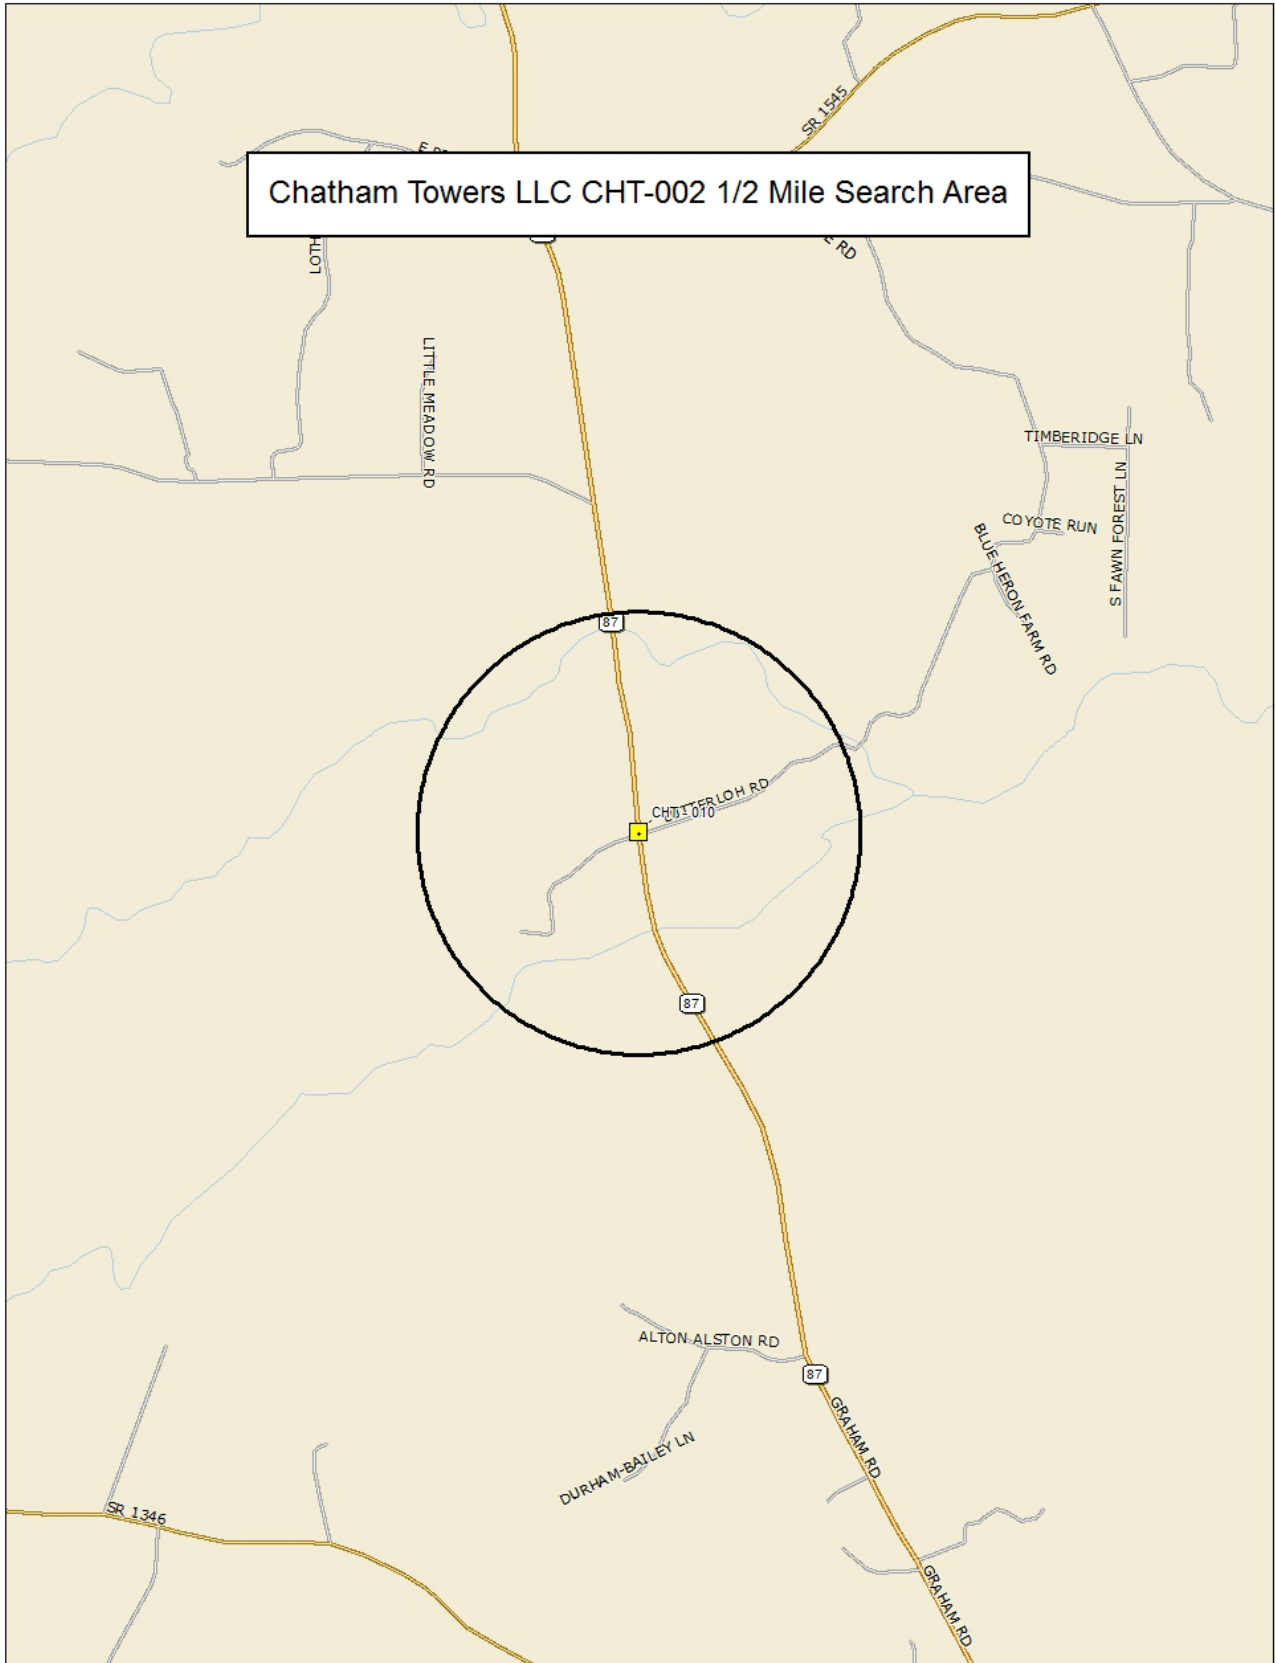 SR 1545
Chatham Towers LLC CHT-002 1/2 Mile Search Area
E RD
LITTLE MEADOW RD
TIMBERIDGE LN
S FAWN FOREST LN
COYOTE RUN
BLUE HERON FARM RD
87
RD
010
87
ALTON ALSTON RD
87
GRAHAM RD
DURHAM-BAILEY LN
SR 1346
GRAHAM RD